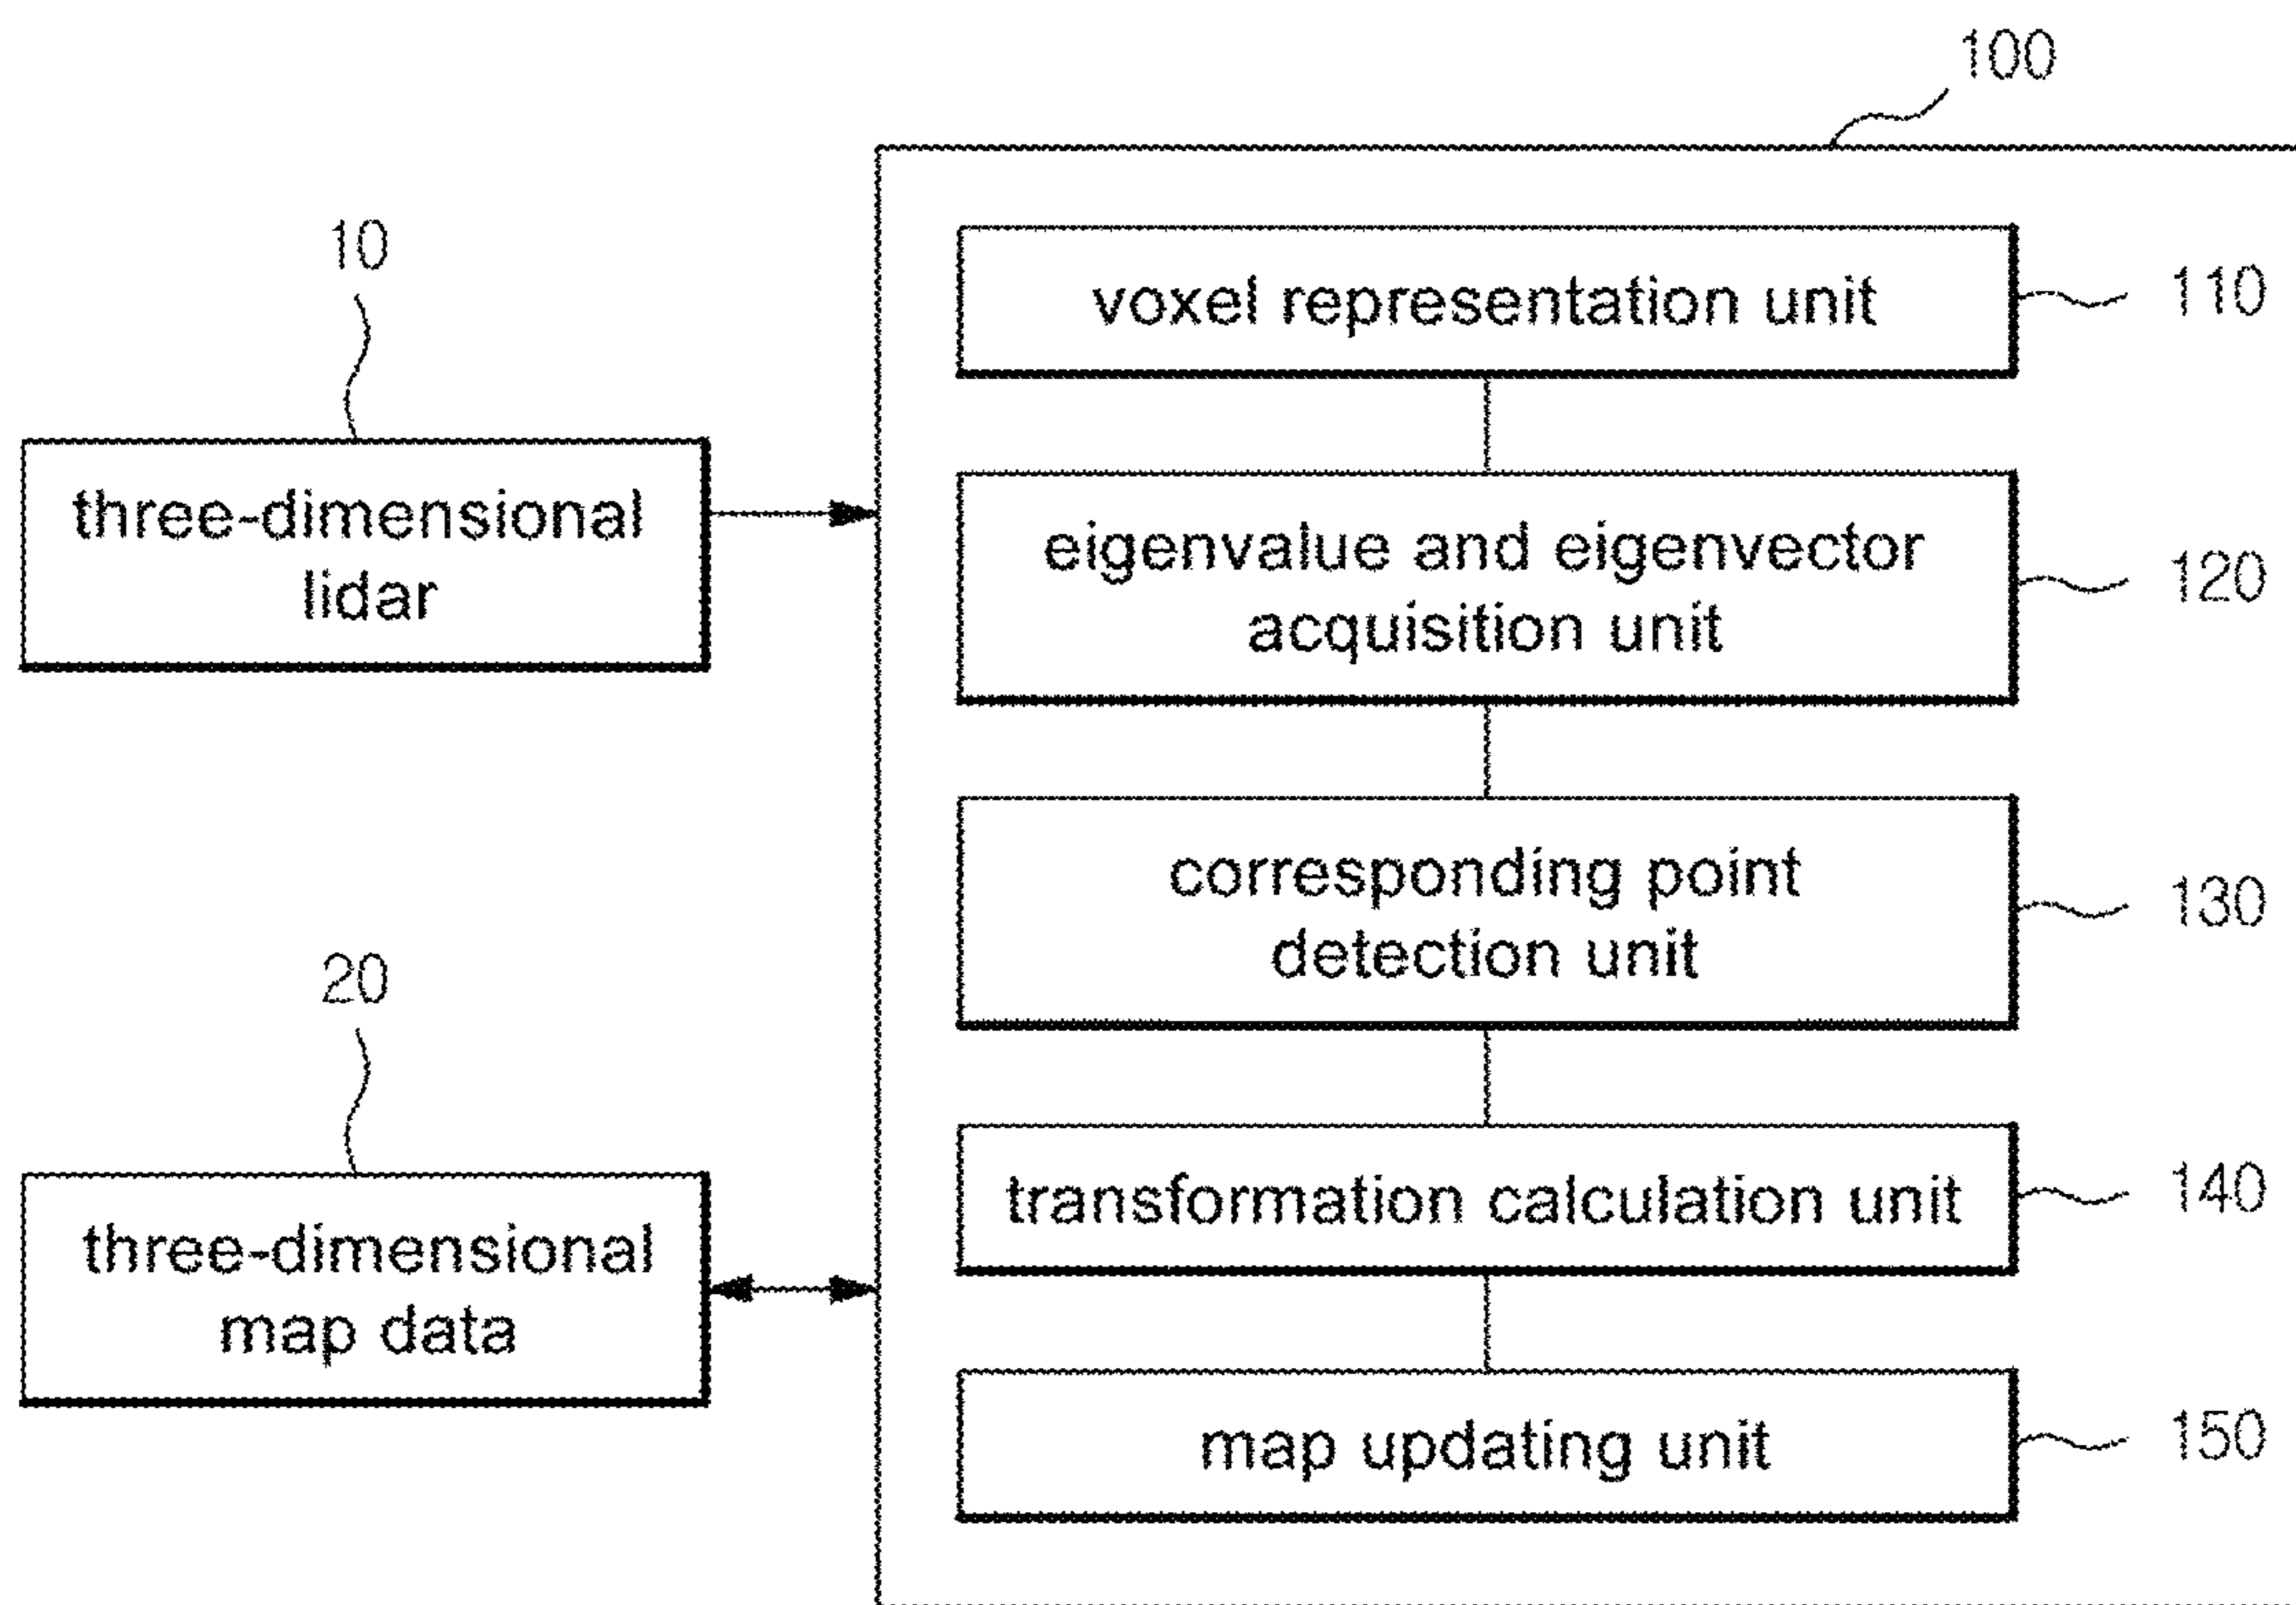 100
10
voxel representation unit
110
three-dimensional
lidar
eigenvalue and eigenvector
acquisition unit
120
corresponding point
detection unit
130
20
three-dimensional
map data
transformation calculation unit
140
map updating unit
150